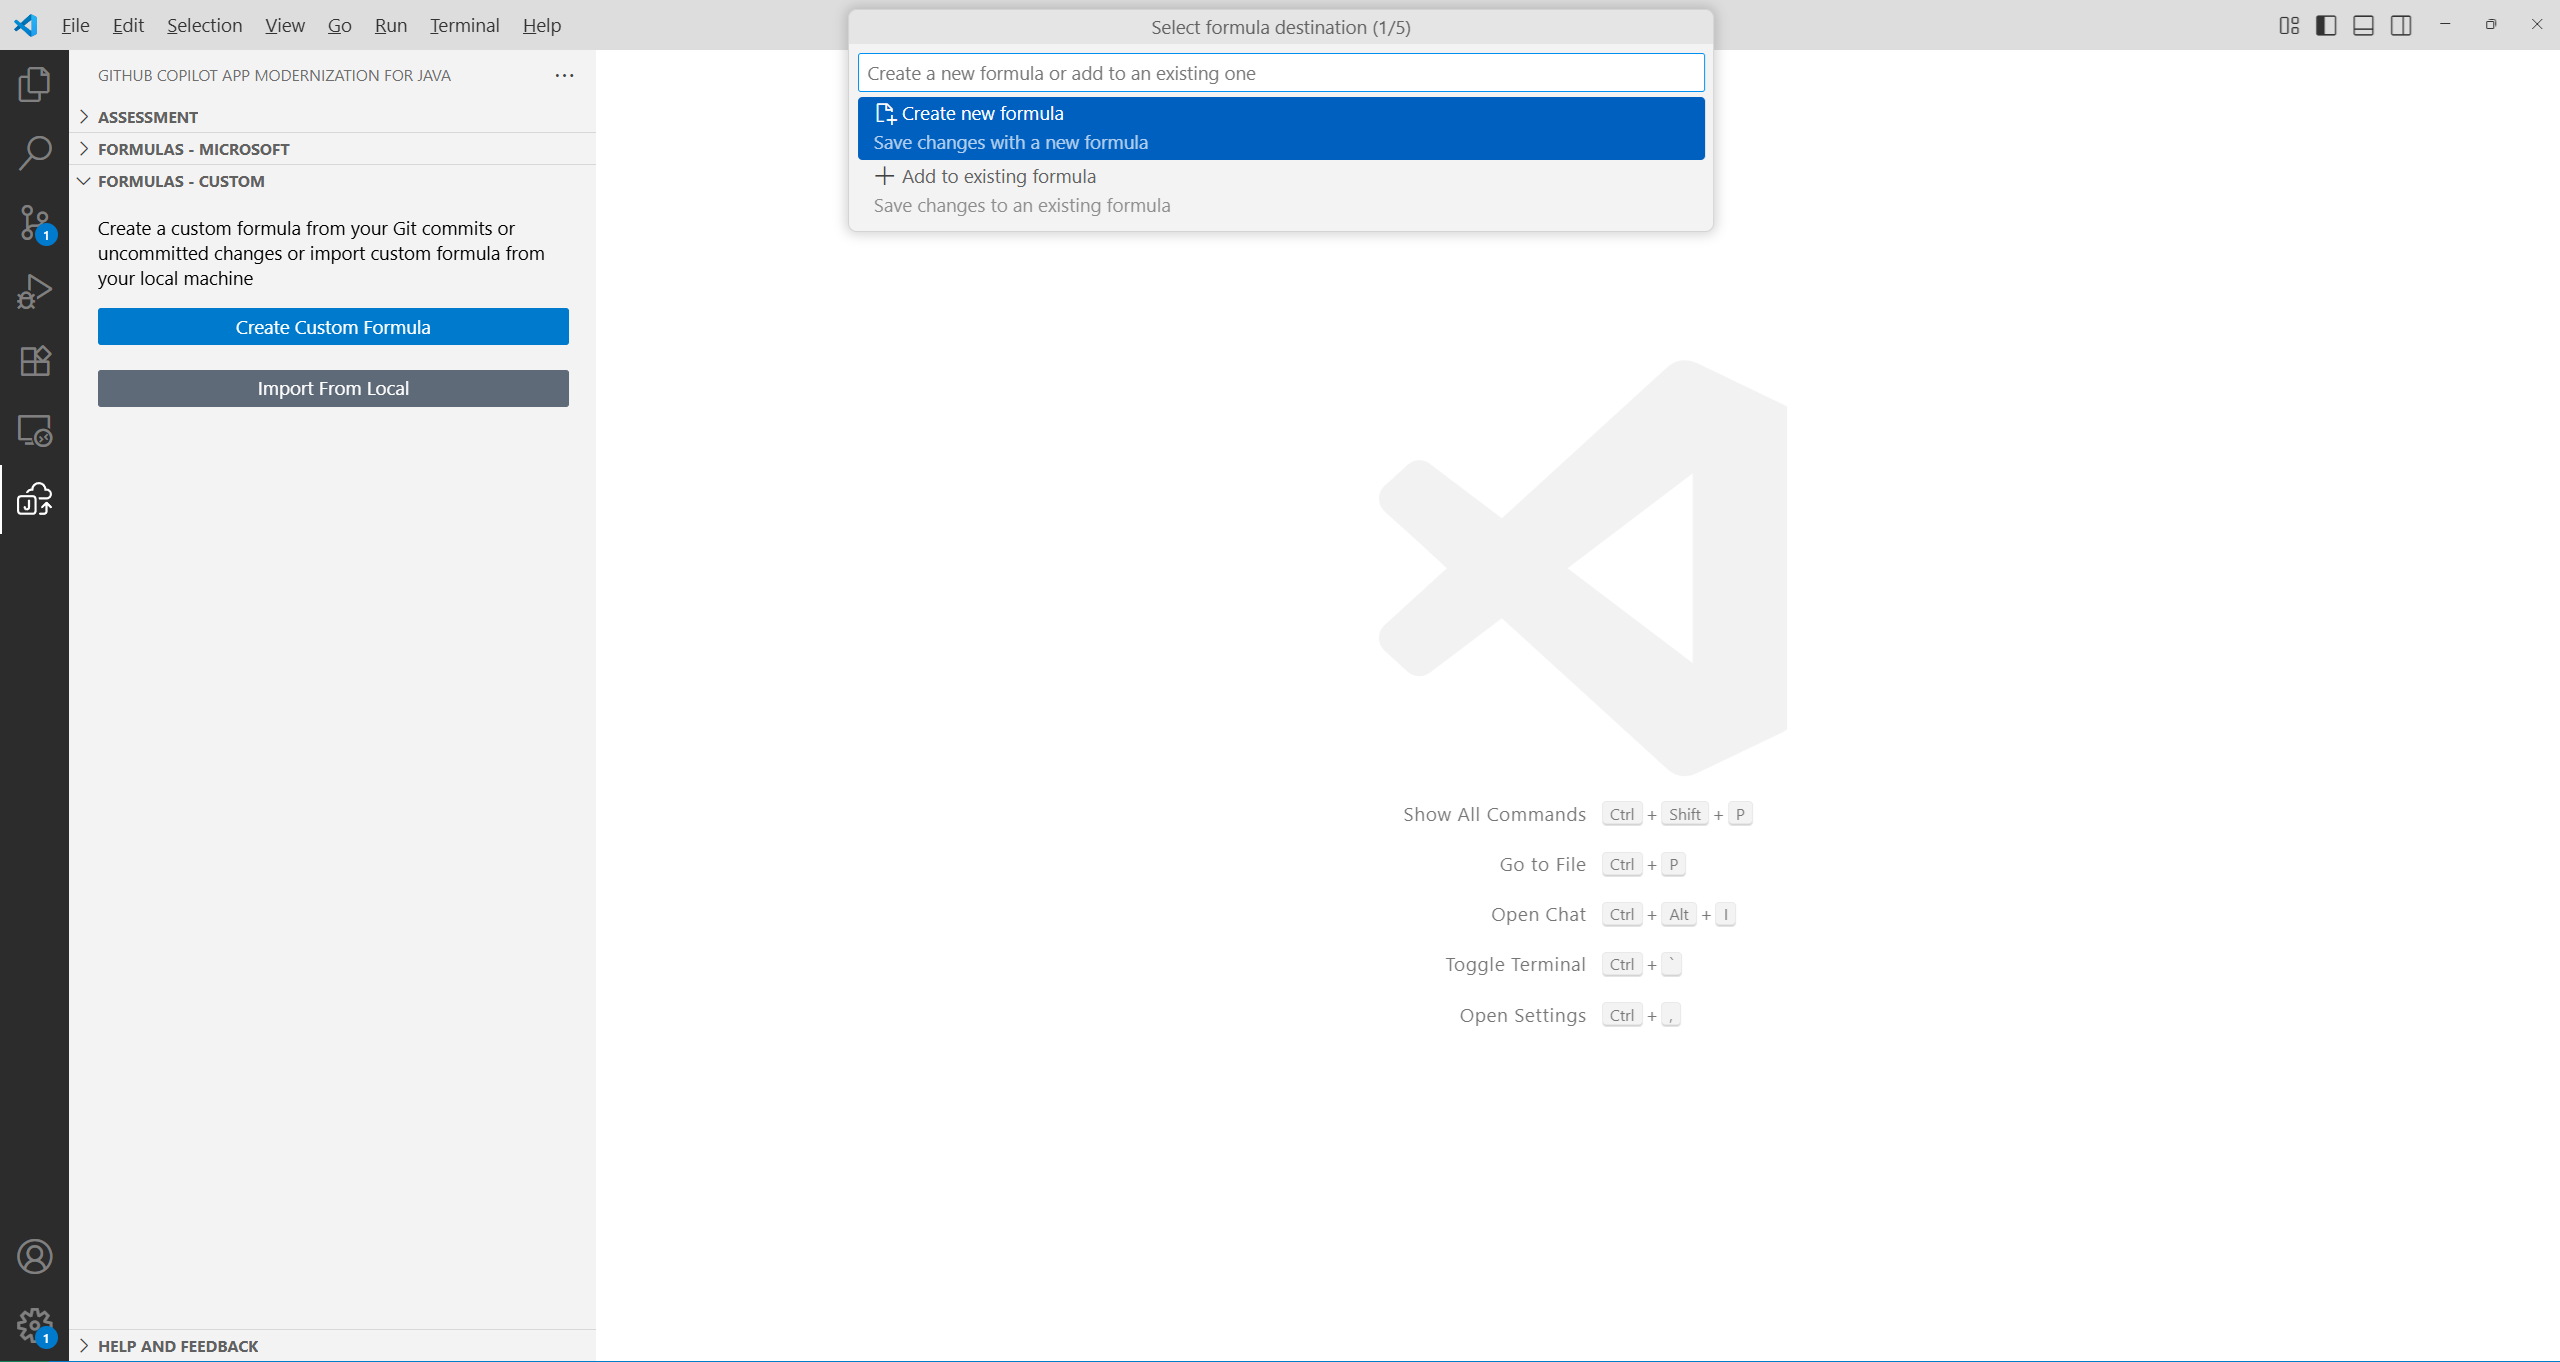 File Edit Selection View Go Run Terminal Help
Select formula destination (1/5)
Create a new formula or add to an existing one
Create new formula
Save changes with a new formula
Add to existing formula
Save changes to an existing formula
GITHUB COPILOT APP MODERNIZATION FOR JAVA
ASSESSMENT
FORMULAS - MICROSOFT
FORMULAS - CUSTOM
Create a custom formula from your Git commits or
uncommitted changes or import custom formula from
your local machine
Create Custom Formula
Import From Local
1
J
Show All Commands Ctrl + Shift + P
Go to File Ctrl + P
Open Chat Ctrl + Alt + I
Toggle Terminal Ctrl + `
Open Settings Ctrl + ,
1
HELP AND FEEDBACK